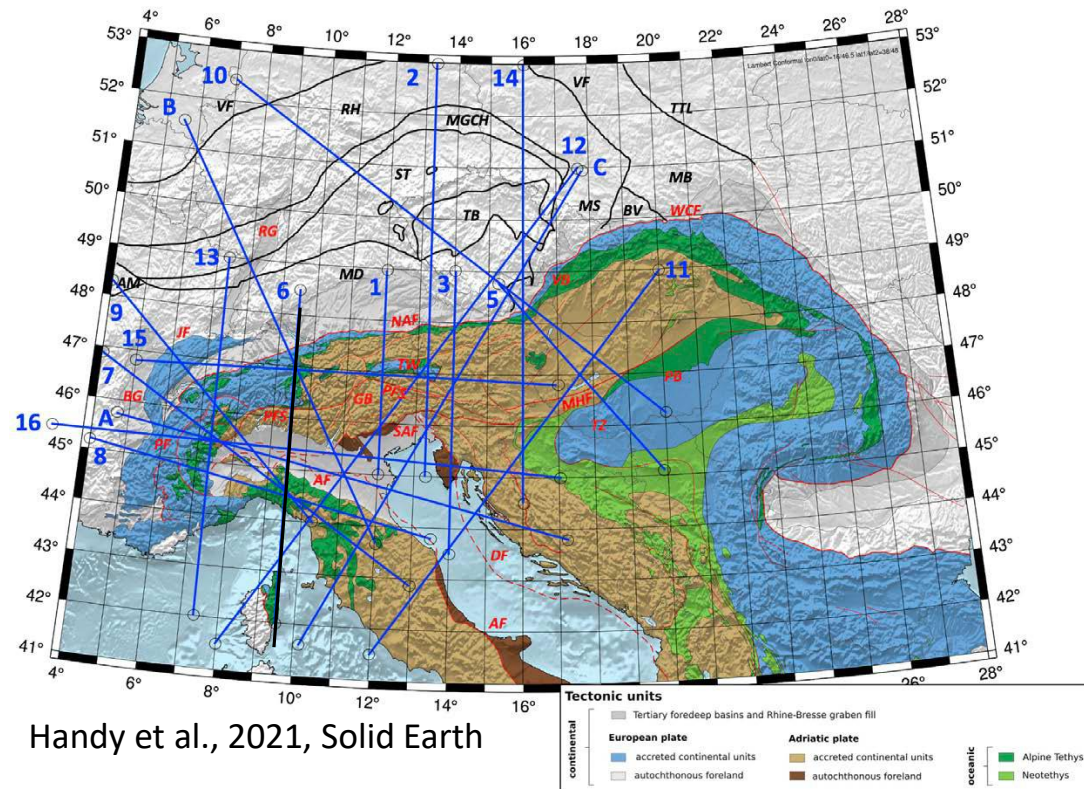 4° 6° 8° 10° 12° 14° 16° 18° 20° 22° 24° 26° 28°
53° 53°
52° 52°
51° 51°
50° 50°
49° 49°
48° 48°
47° 47°
46° 46°
45° 45°
44° 44°
43° 43°
42° 42°
41° 41°
10 2 14 VF TTL
B VF RH MGCH
ST 12 C MB
TB MS BV WCF
RG
13 MD 1 3 5 VB 11
AM 6
9 JF NAF
15 TW
7 BG GB MHF PB
16 A PFS SAF TZ
8 PF AF
DF
AF
4° 6° 8° 10° 12° 14° 16° 26° 28°
Handy et al., 2021, Solid Earth
Tectonic units
continental
Tertiary foredeep basins and Rhine-Bresse graben fill
European plate
accreted continental units
autochthonous foreland
Adriatic plate
accreted continental units
autochthonous foreland
oceanic
Alpine Tethys
Neotethys